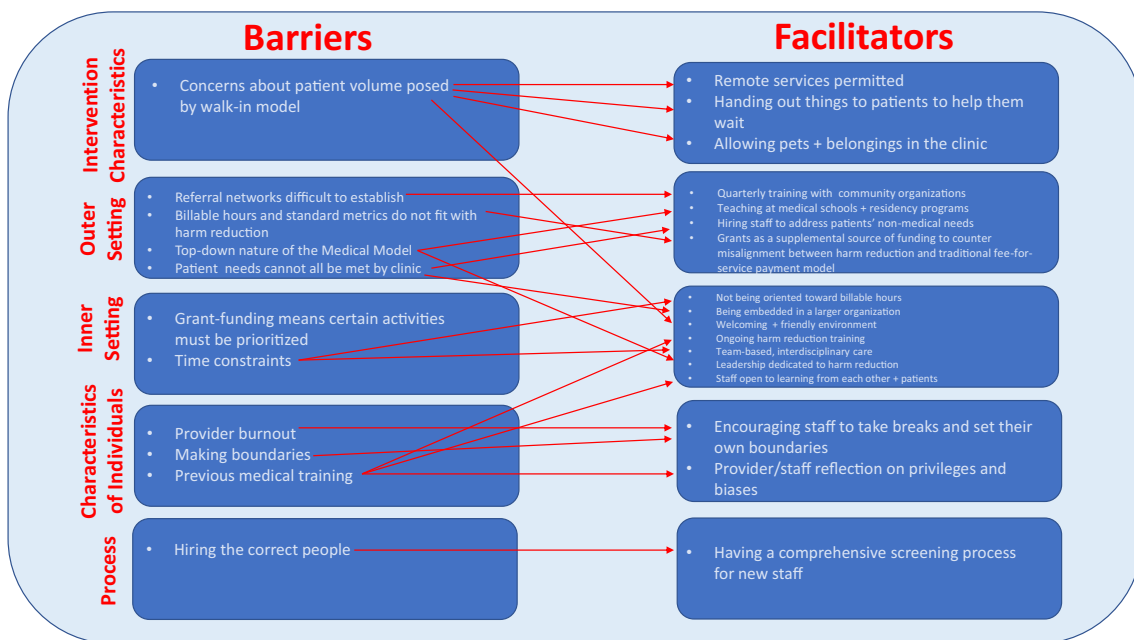 Barriers
Facilitators
Intervention
Characteristics
• Concerns about patient volume posed
by walk-in model
• Remote services permitted
• Handing out things to patients to help them
wait
• Allowing pets + belongings in the clinic
Outer
Setting
• Referral networks difficult to establish
• Billable hours and standard metrics do not fit with
harm reduction
• Top-down nature of the Medical Model
• Patient needs cannot all be met by clinic
• Quarterly training with community organizations
• Teaching at medical schools + residency programs
• Hiring staff to address patients' non-medical needs
• Grants as a supplemental source of funding to counter
misalignment between harm reduction and traditional fee-for-
service payment model
Inner
Setting
• Grant-funding means certain activities
must be prioritized
• Time constraints
• Not being oriented toward billable hours
• Being embedded in a larger organization
• Welcoming + friendly environment
• Ongoing harm reduction training
• Team-based, interdisciplinary care
• Leadership dedicated to harm reduction
• Staff open to learning from each other + patients
Characteristics
of Individuals
• Provider burnout
• Making boundaries
• Previous medical training
• Encouraging staff to take breaks and set their
own boundaries
• Provider/staff reflection on privileges and
biases
Process
• Hiring the correct people
• Having a comprehensive screening process
for new staff